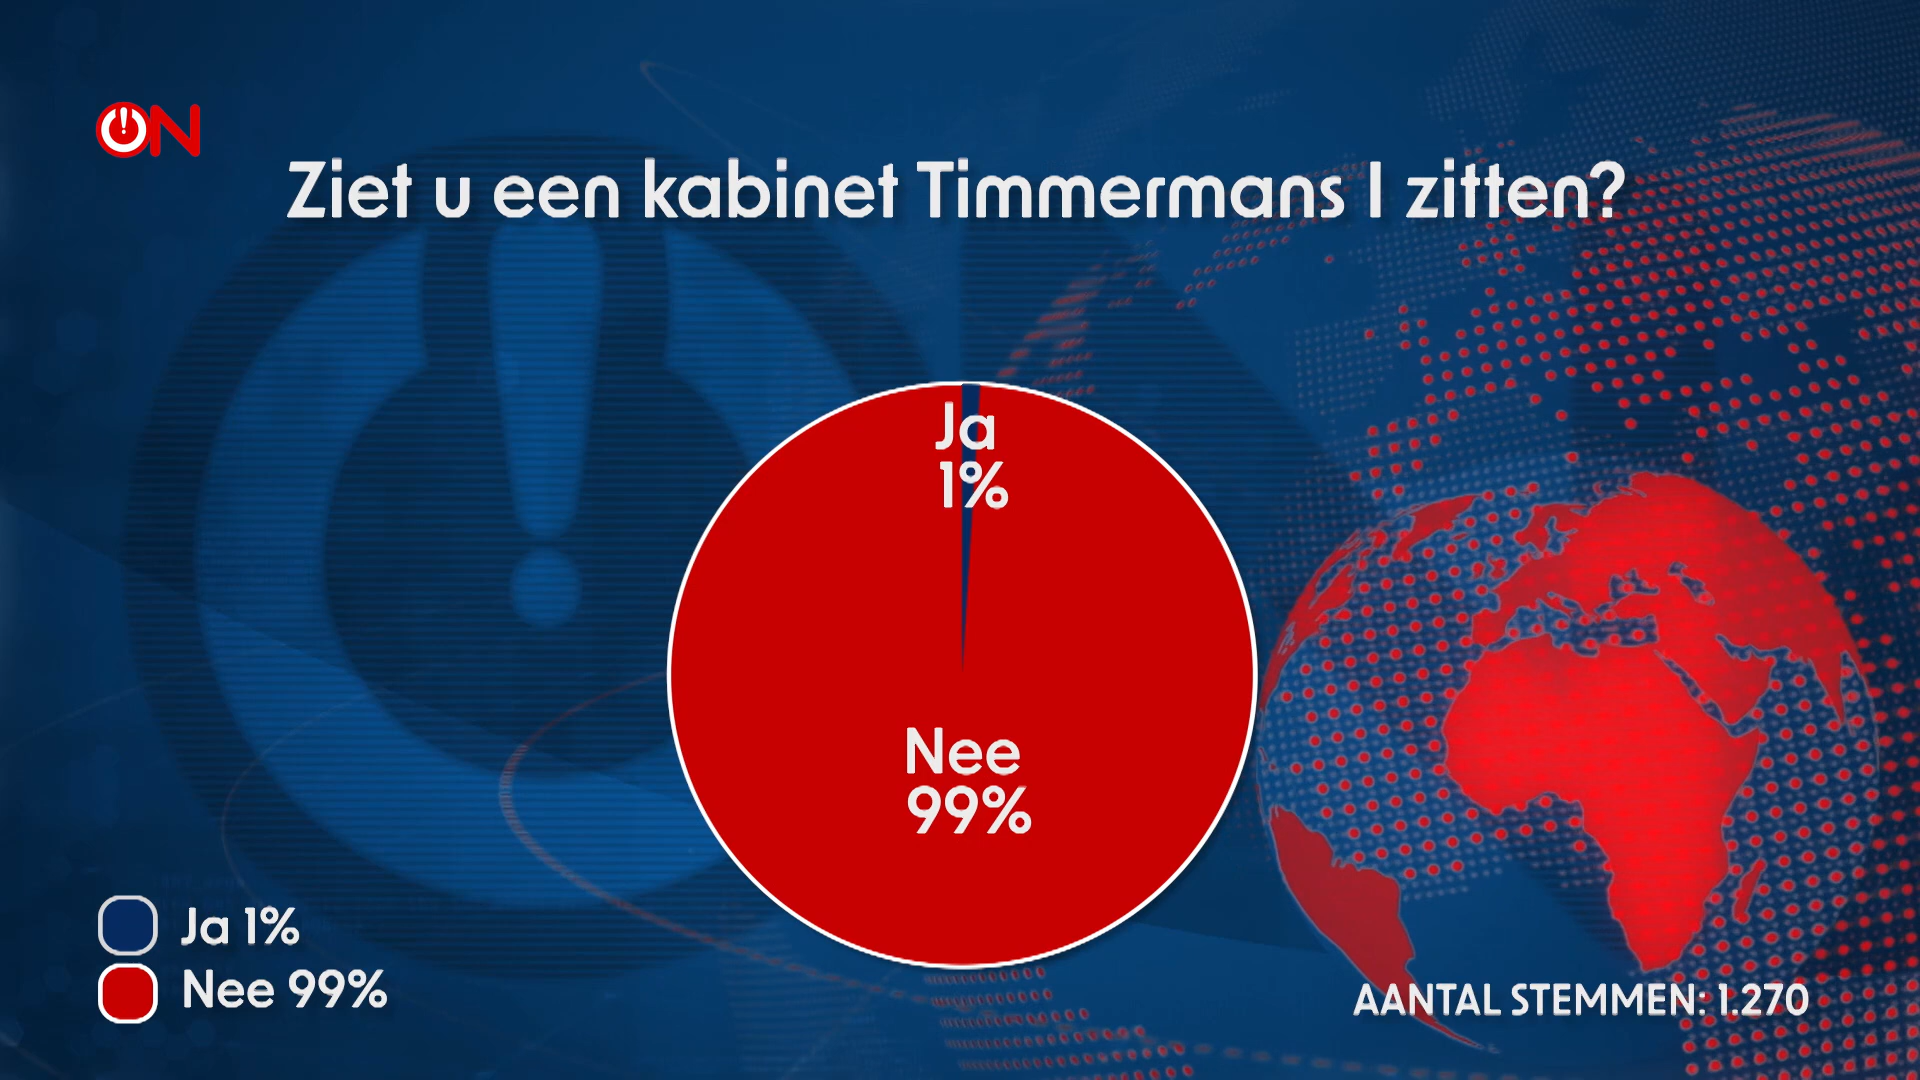 ON
Ziet u een kabinet Timmermans I zitten?
Ja
1%
Nee
99%
Ja 1%
Nee 99%
AANTAL STEMMEN: 1.270